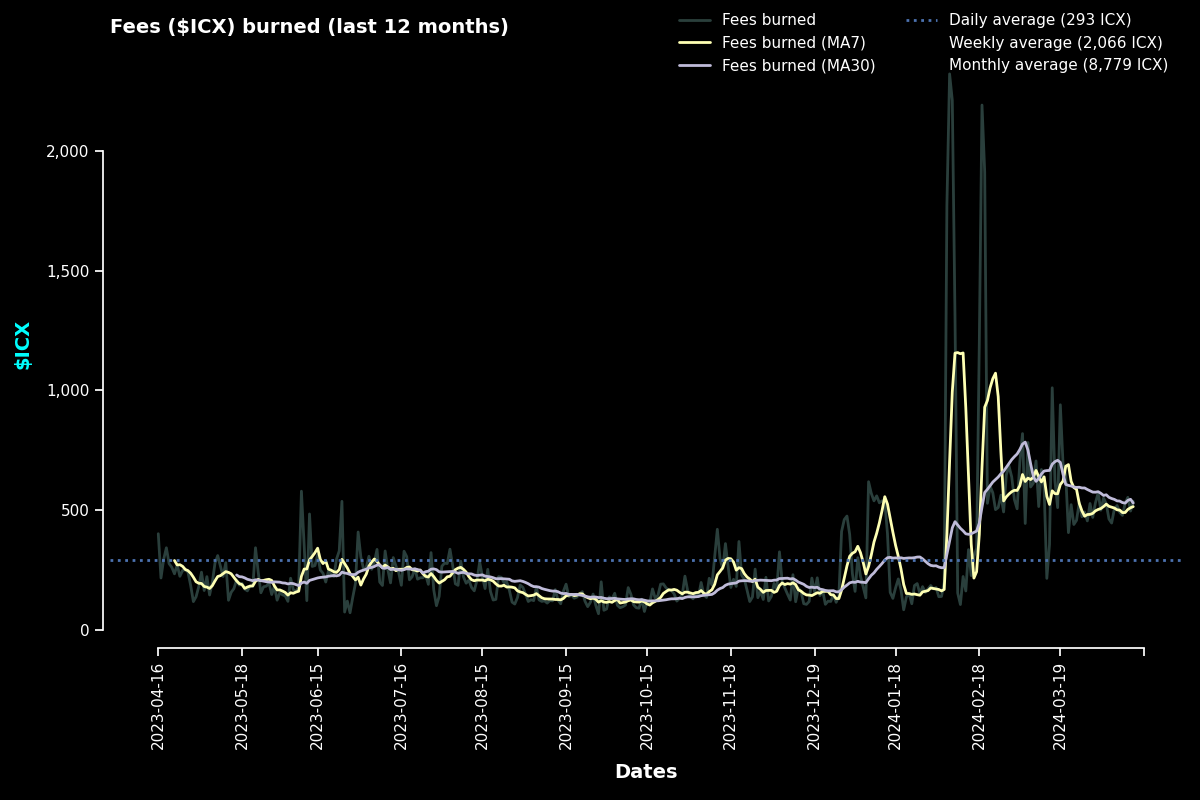 Fees ($ICX) burned (last 12 months)
Fees burned
Fees burned (MA7)
Fees burned (MA30)
Daily average (293 ICX)
Weekly average (2,066 ICX)
Monthly average (8,779 ICX)
2,000
1,500
1,000
500
0
$ICX
2023-04-16
2023-05-18
2023-06-15
2023-07-16
2023-08-15
2023-09-15
2023-10-15
2023-11-18
2023-12-19
2024-01-18
2024-02-18
2024-03-19
Dates